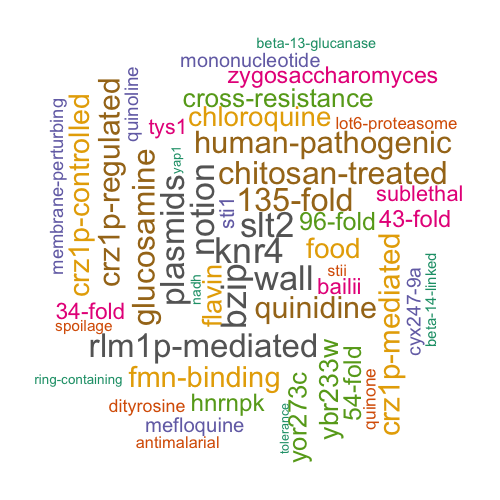 beta-13-glucanase
mononucleotide
zygosaccharomyces
cross-resistance
chloroquine
lot6-proteasome
tys1
human-pathogenic
quinoline
membrane-perturbing
crz1p-controlled
crz1p-regulated
yap1
chitosan-treated
glucosamine
plasmids
notion
sti1
135-fold
sublethal
slt2
96-fold
43-fold
knr4
food
-wall
stii
bailii
nadh
flavin
bzip
quinidine
crz1p-mediated
cyx247-9a
beta-14-linked
34-fold
spoilage
rlm1p-mediated
ring-containing
fmn-binding
dityrosine
hnrnpk
yor273c
ybr233w
54-fold
quinone
mefloquine
tolerance
antimalarial